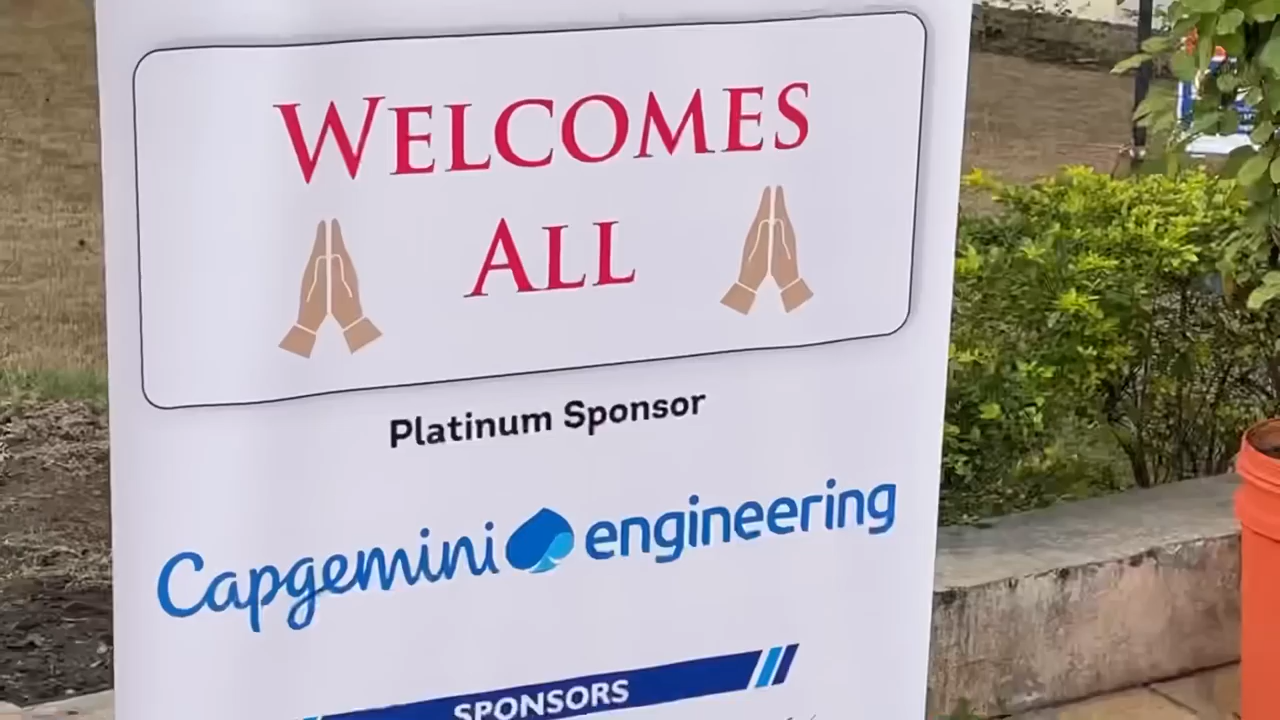 WELCOMES
ALL
Platinum Sponsor
Capgemini engineering
SPONSORS